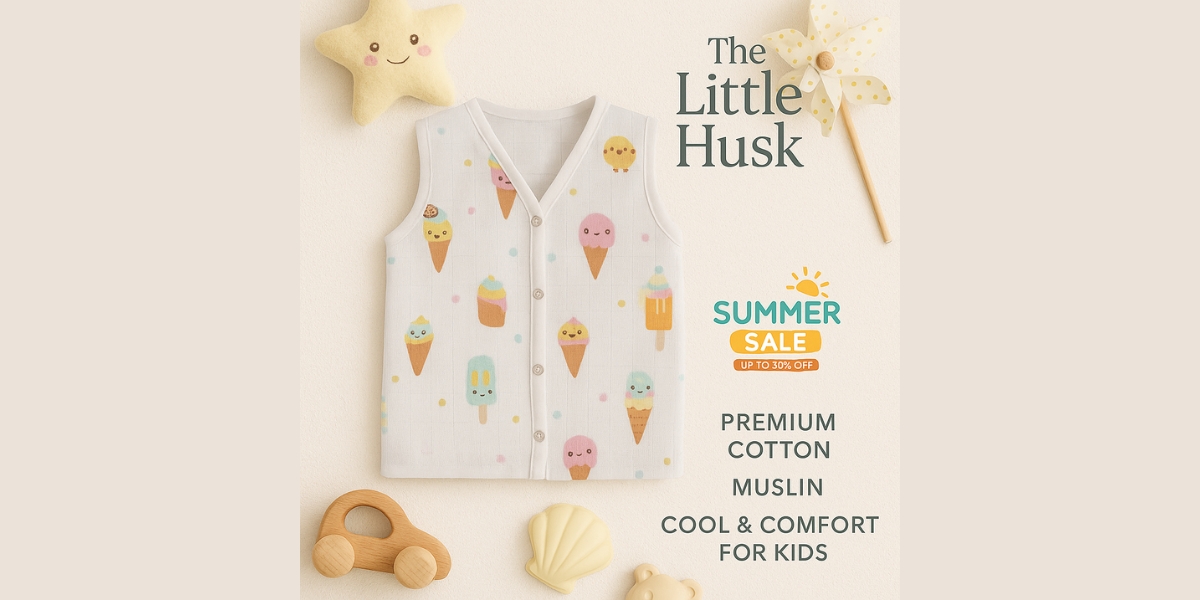 The
Little
Husk
SUMMER
SALE
UP TO 30% OFF
PREMIUM
COTTON
MUSLIN
COOL & COMFORT
FOR KIDS